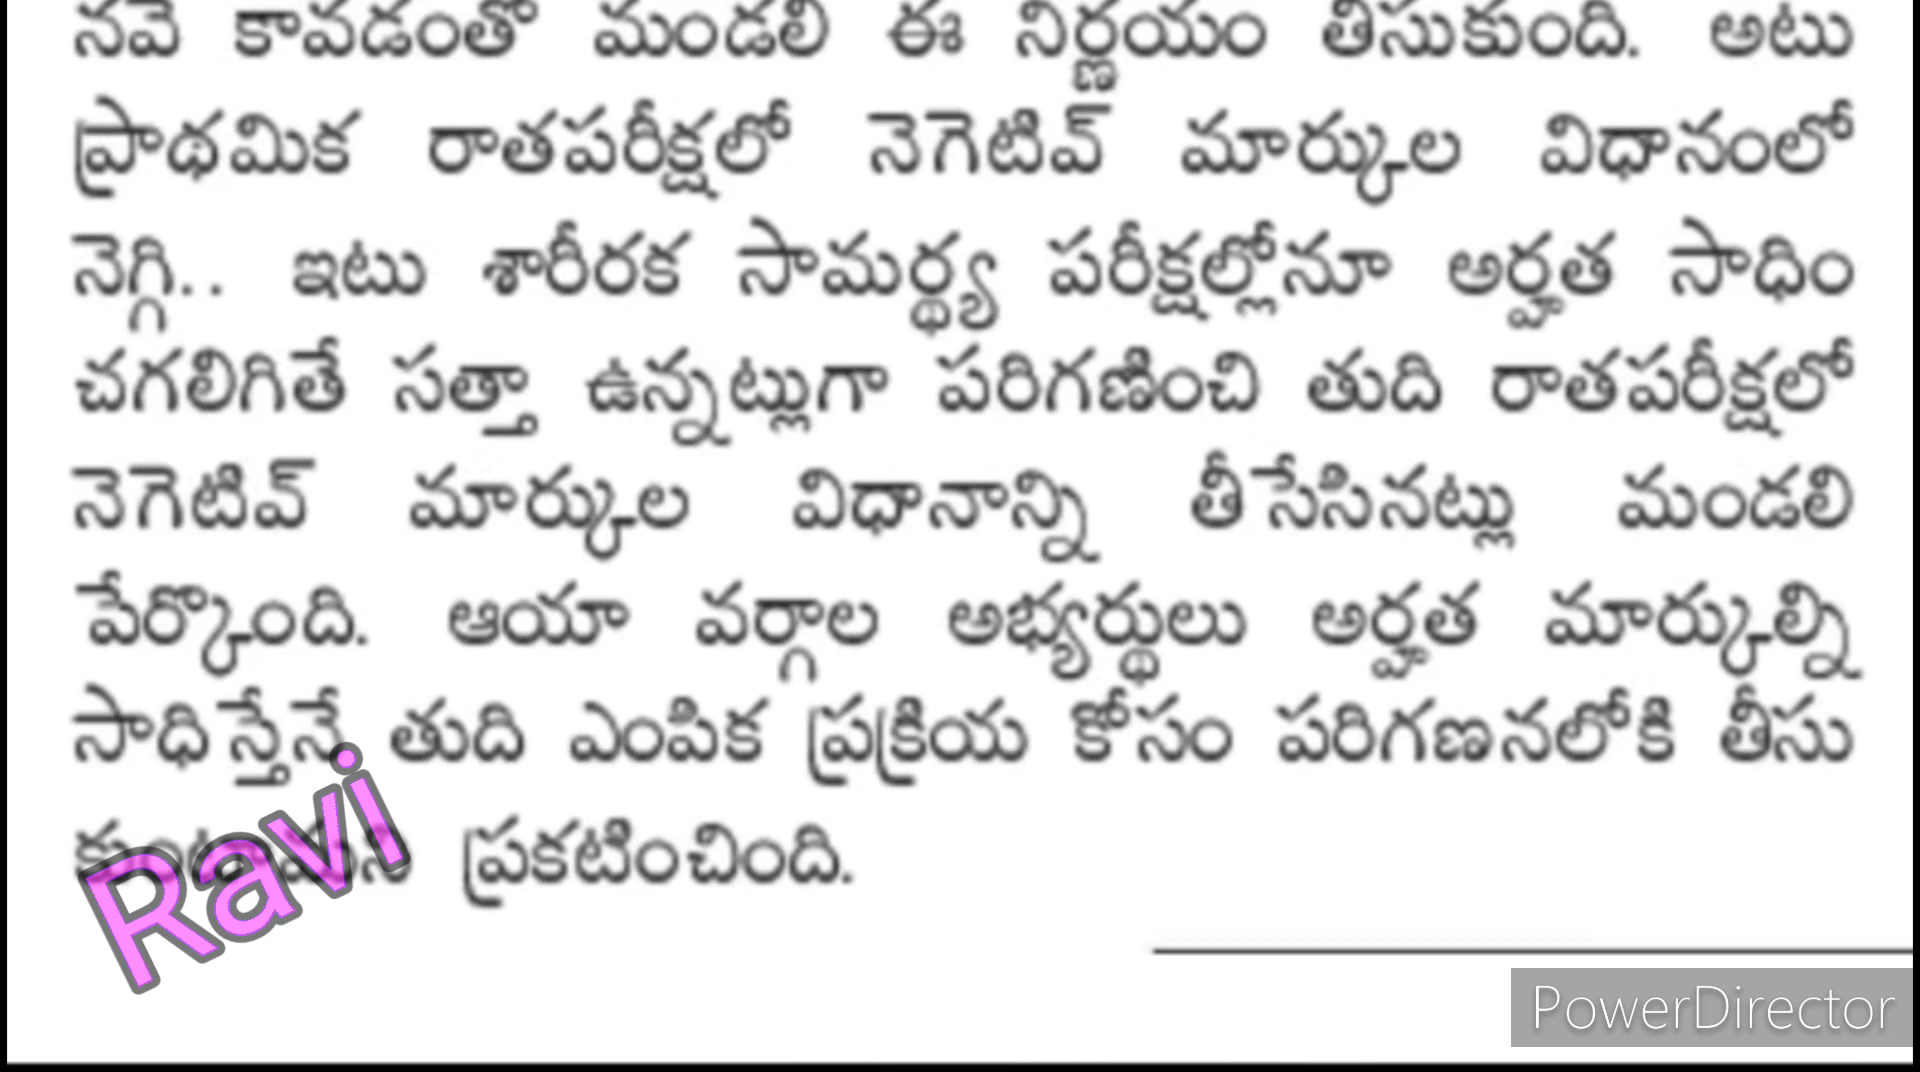 నవే కావడంతో మండలి ఈ నిర్ణయం తీసుకుంది. అటు
ప్రాథమిక రాతపరీక్షలో నెగెటివ్ మార్కుల విధానంలో
నెగ్గి.. ఇటు శారీరక సామర్థ్య పరీక్షల్లోనూ అర్హత సాధిం
చగలిగితే సత్తా ఉన్నట్లుగా పరిగణించి తుది రాతపరీక్షలో
నెగెటివ్ మార్కుల విధానాన్ని తీసేసినట్లు మండలి
పేర్కొంది. ఆయా వర్గాల అభ్యర్థులు అర్హత మార్కుల్ని
సాధిస్తేనే తుది ఎంపిక ప్రక్రియ కోసం పరిగణనలోకి తీసు
కుంటామని ప్రకటించింది.
Ravi
PowerDirector